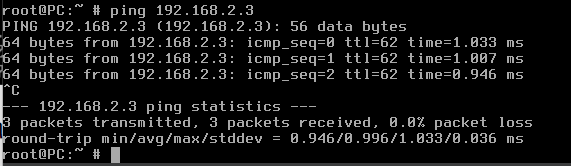 root@PC:~ # ping 192.168.2.3
PING 192.168.2.3 (192.168.2.3): 56 data bytes
64 bytes from 192.168.2.3: icmp_seq=0 ttl=62 time=1.033 ms
64 bytes from 192.168.2.3: icmp_seq=1 ttl=62 time=1.007 ms
64 bytes from 192.168.2.3: icmp_seq=2 ttl=62 time=0.946 ms
^C
--- 192.168.2.3 ping statistics ---
3 packets transmitted, 3 packets received, 0.0% packet loss
round-trip min/avg/max/stddev = 0.946/0.996/1.033/0.036 ms
root@PC:~ #